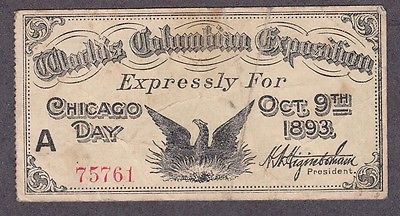 World's Columbian Exposition
Expressly For
CHICAGO DAY
OCT. 9TH 1893.
A
75761
H.N. Higinbotham
President.